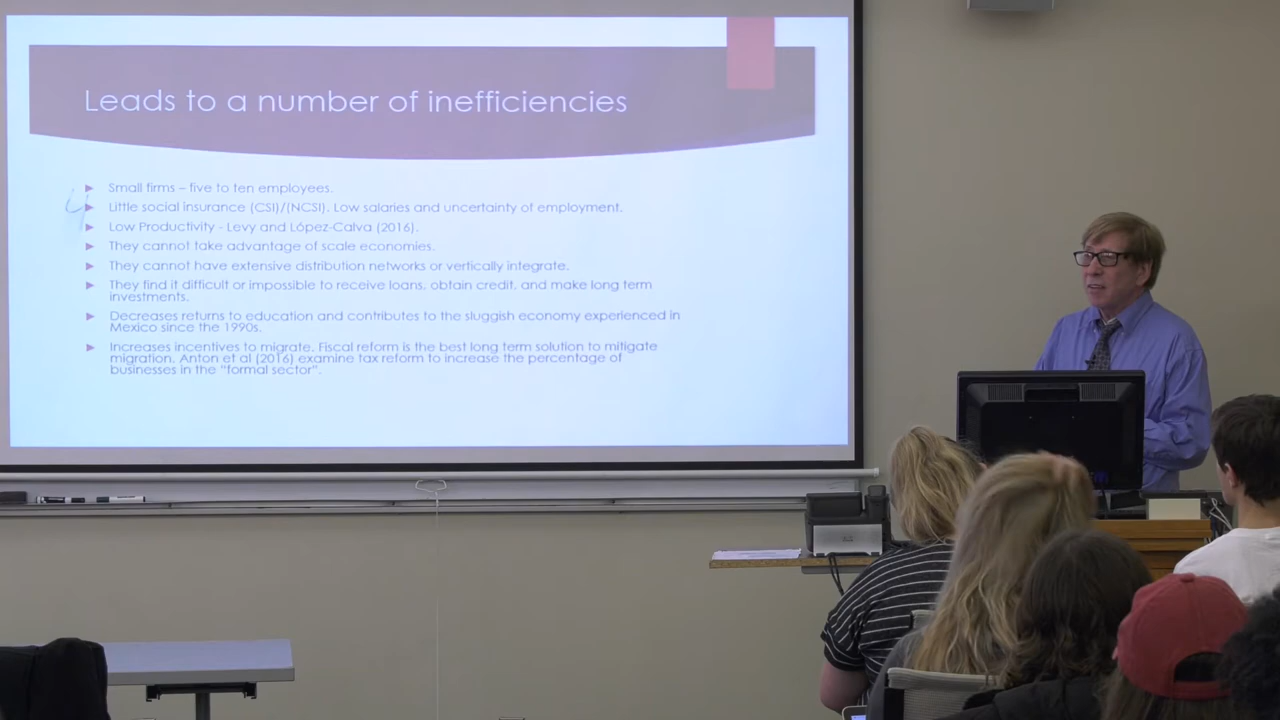 Leads to a number of inefficiencies
Small firms – five to ten employees.
Little social insurance (CSI)/(NCSI). Low salaries and uncertainty of employment.
Low Productivity - Levy and López-Calva (2016).
They cannot take advantage of scale economies.
They cannot have extensive distribution networks or vertically integrate.
They find it difficult or impossible to receive loans, obtain credit, and make long term
investments.
Decreases returns to education and contributes to the sluggish economy experienced in
Mexico since the 1990s.
Increases incentives to migrate. Fiscal reform is the best long term solution to mitigate
migration. Anton et al (2016) examine tax reform to increase the percentage of
businesses in the "formal sector".